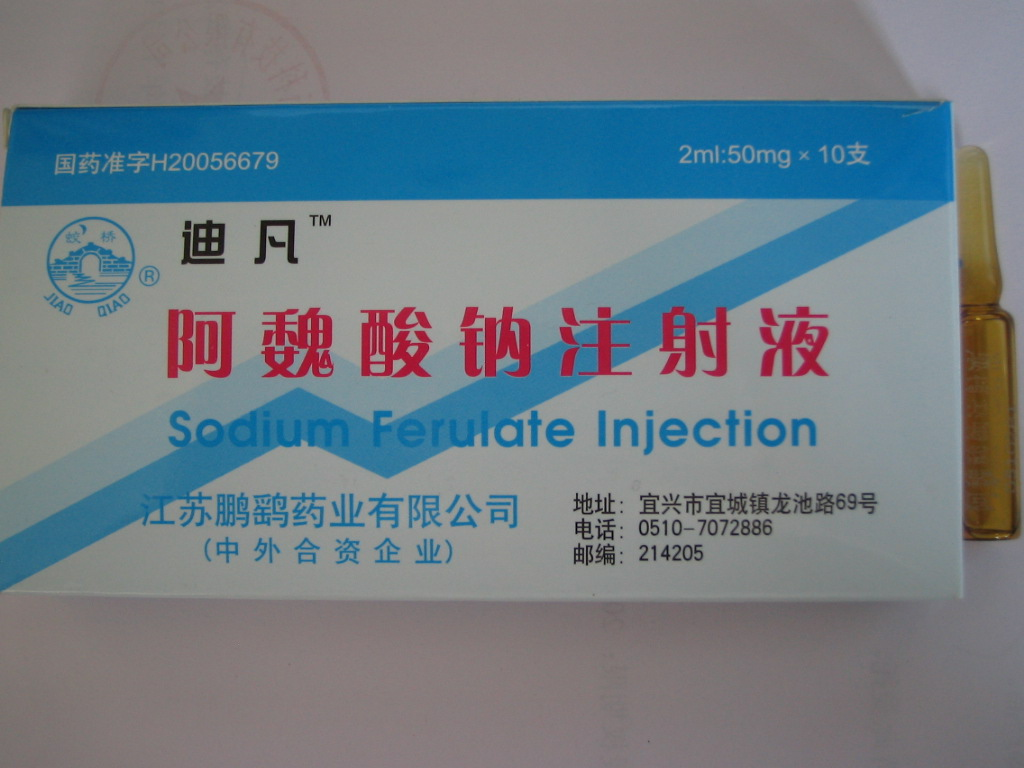 国药准字H20056679
2ml:50mg × 10支
蛟桥
JIAO QIAO
®
迪凡™
阿魏酸钠注射液
Sodium Ferulate Injection
江苏鹏鹞药业有限公司
(中外合资企业)
地址：宜兴市宜城镇龙池路69号
电话：0510-7072886
邮编：214205